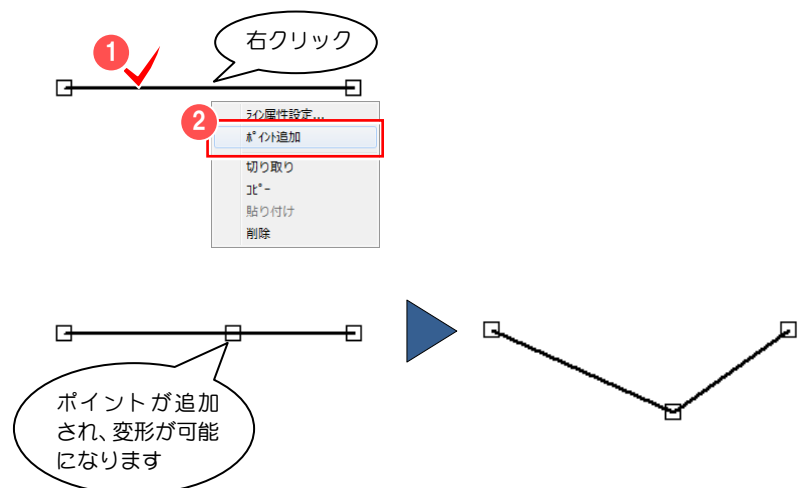 1
右クリック
2
ﾗｲﾝ属性設定...
ﾎﾟｲﾝﾄ追加
切り取り
ｺﾋﾟｰ
貼り付け
削除
ポイントが追加
され、変形が可能
になります